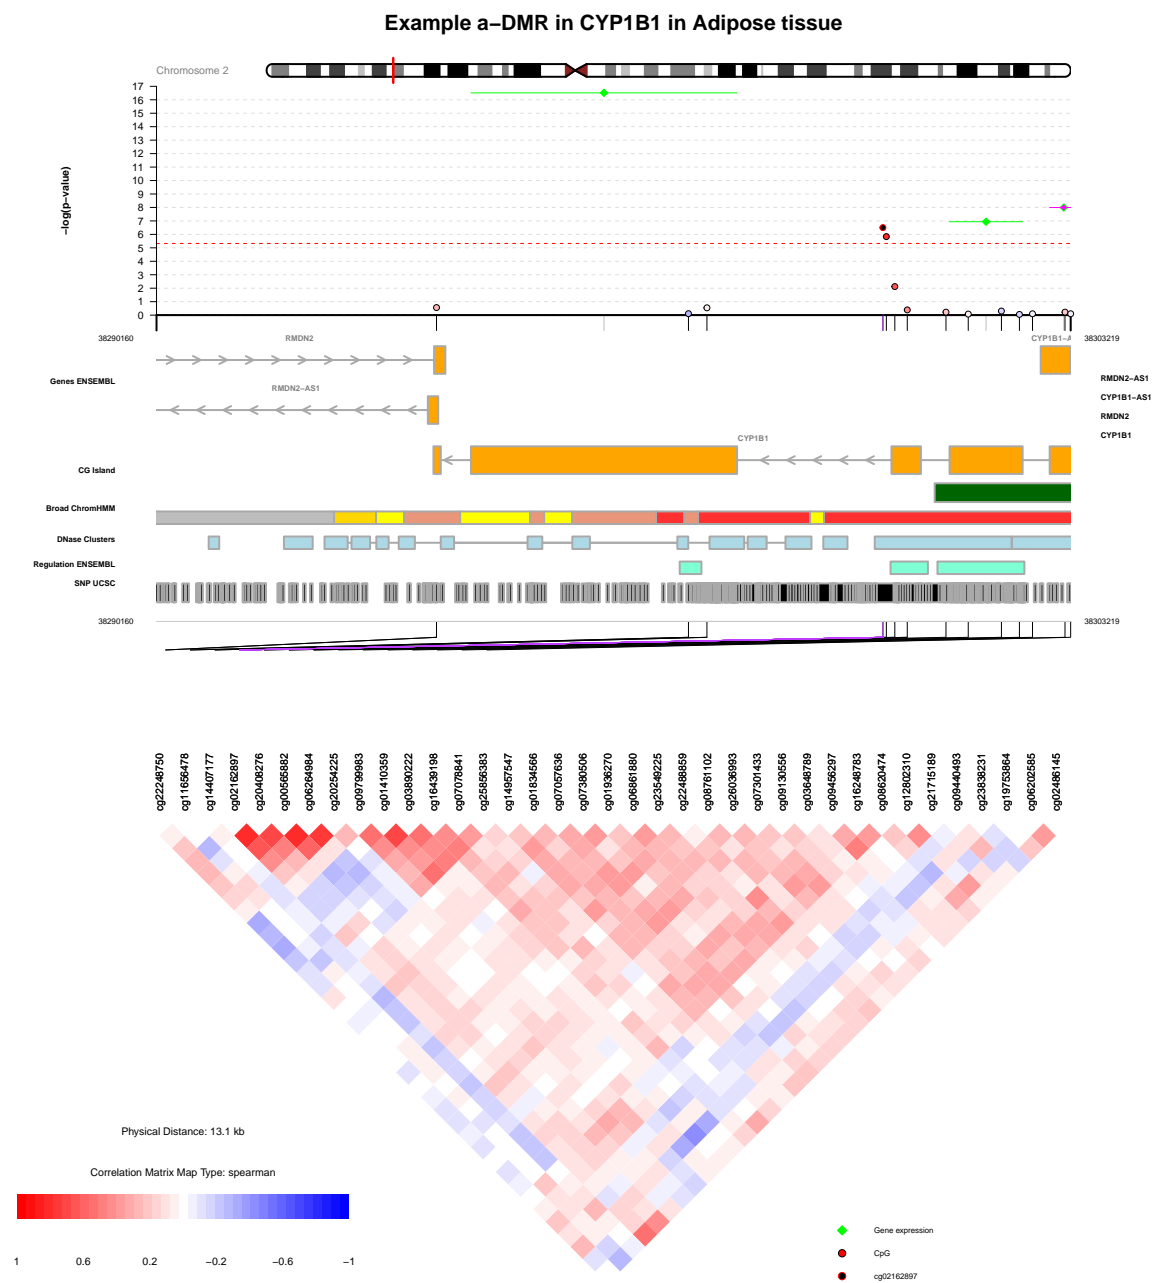 Example a−DMR in CYP1B1 in Adipose tissue
Chromosome 2
−log(p−value)
17
16
15
14
13
12
11
10
9
8
7
6
5
4
3
2
1
0
38290160
38303219
RMDN2
CYP1B1−A
Genes ENSEMBL
RMDN2−AS1
RMDN2−AS1
CYP1B1−AS1
RMDN2
CYP1B1
CYP1B1
CG Island
Broad ChromHMM
DNase Clusters
Regulation ENSEMBL
SNP UCSC
38290160
38303219
cg22248750
cg11656478
cg14407177
cg02162897
cg20408276
cg00565882
cg06264984
cg20254225
cg09799983
cg01410359
cg03890222
cg16439198
cg07078841
cg25856383
cg14957547
cg01834566
cg07057636
cg07380506
cg01936270
cg06861880
cg23549225
cg22488859
cg08761102
cg26036993
cg07301433
cg09130556
cg03648789
cg09456297
cg16248783
cg08620474
cg12802310
cg21715189
cg09440493
cg23838231
cg19753864
cg06202585
cg02486145
Physical Distance: 13.1 kb
Correlation Matrix Map Type: spearman
1
0.6
0.2
−0.2
−0.6
−1
Gene expression
CpG
cg02162897